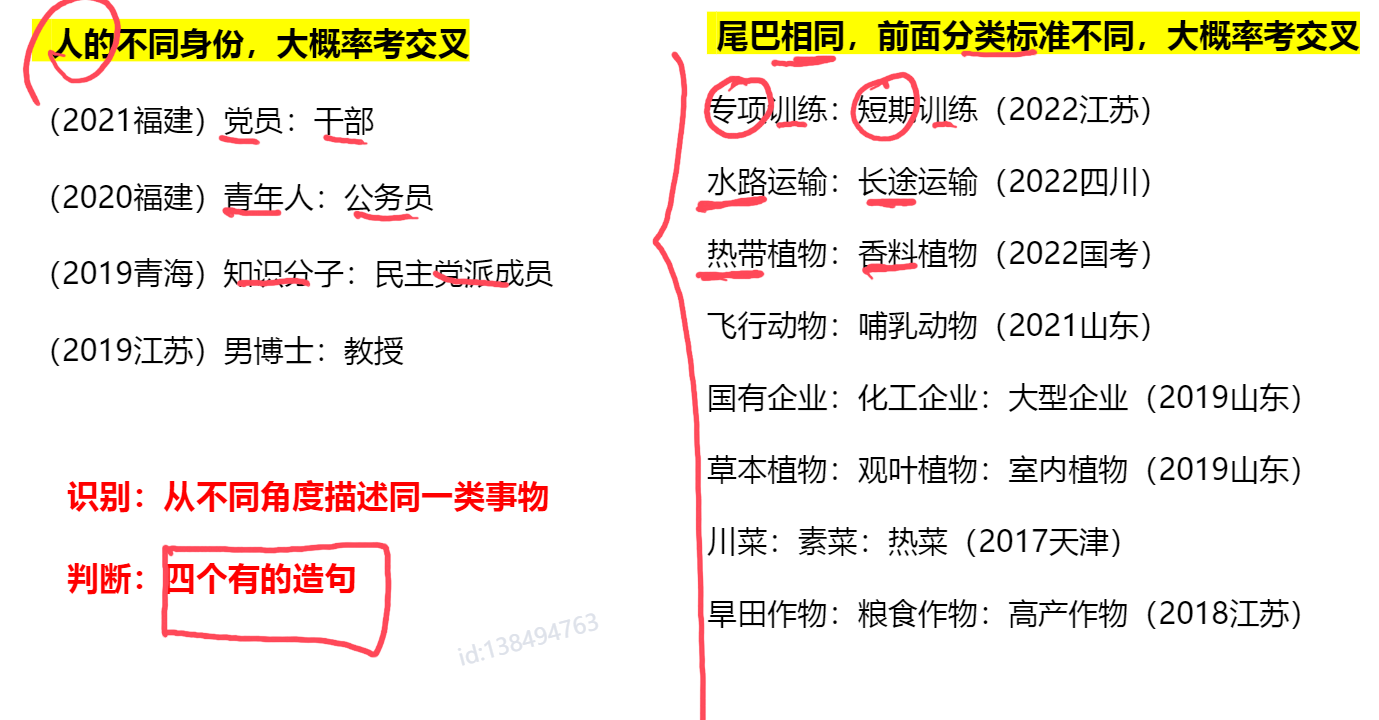 人的不同身份，大概率考交叉
（2021福建）党员：干部
（2020福建）青年人：公务员
（2019青海）知识分子：民主党派成员
（2019江苏）男博士：教授
识别：从不同角度描述同一类事物
判断：四个有的造句
尾巴相同，前面分类标准不同，大概率考交叉
专项训练：短期训练（2022江苏）
水路运输：长途运输（2022四川）
热带植物：香料植物（2022国考）
飞行动物：哺乳动物（2021山东）
国有企业：化工企业：大型企业（2019山东）
草本植物：观叶植物：室内植物（2019山东）
川菜：素菜：热菜（2017天津）
旱田作物：粮食作物：高产作物（2018江苏）
id:138494763